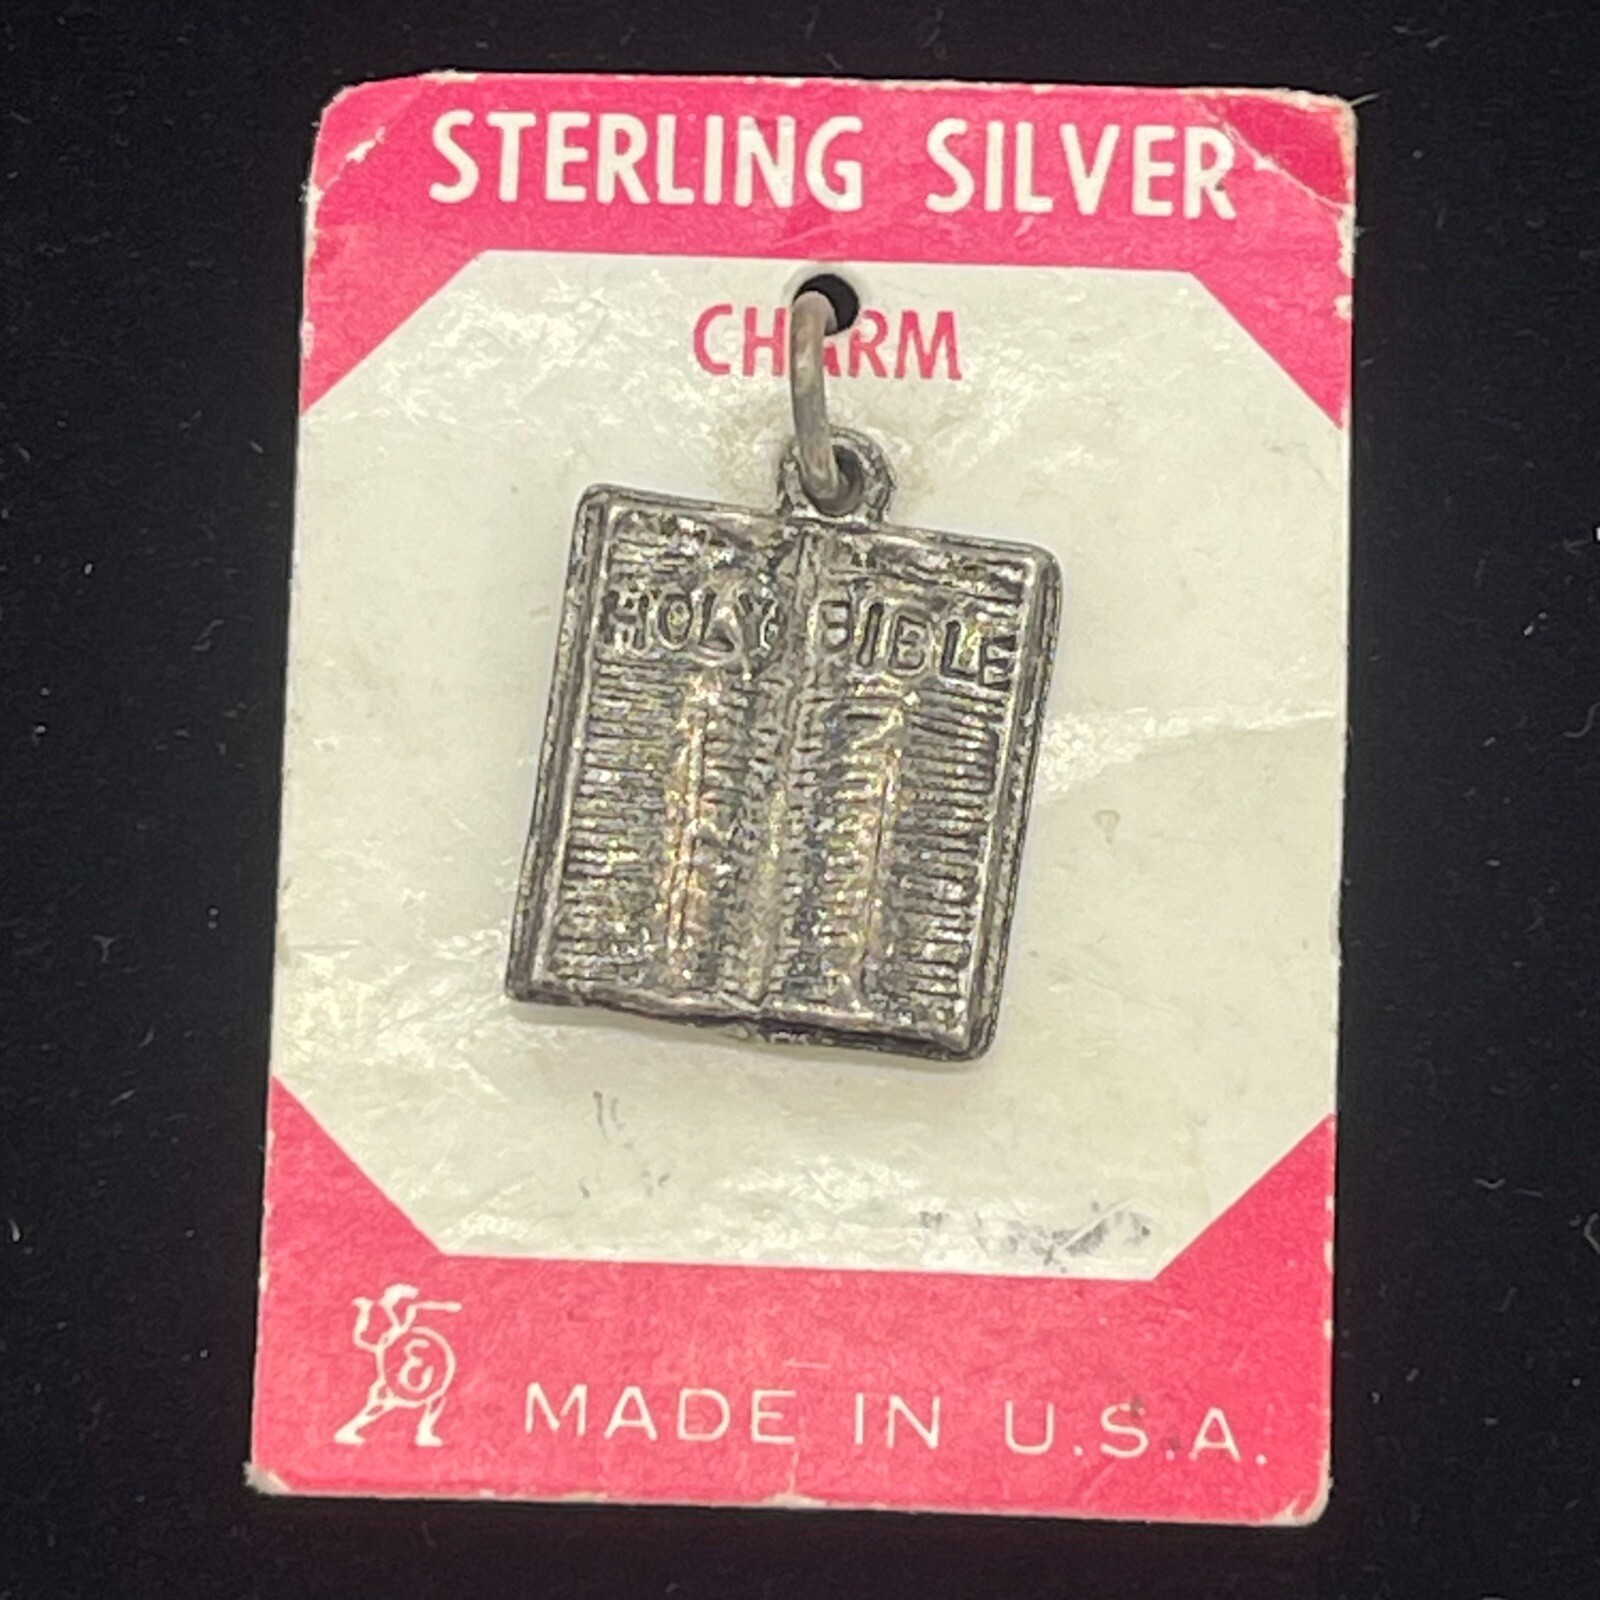 STERLING SILVER
CHARM
HOLY BIBLE
E
MADE IN U.S.A.